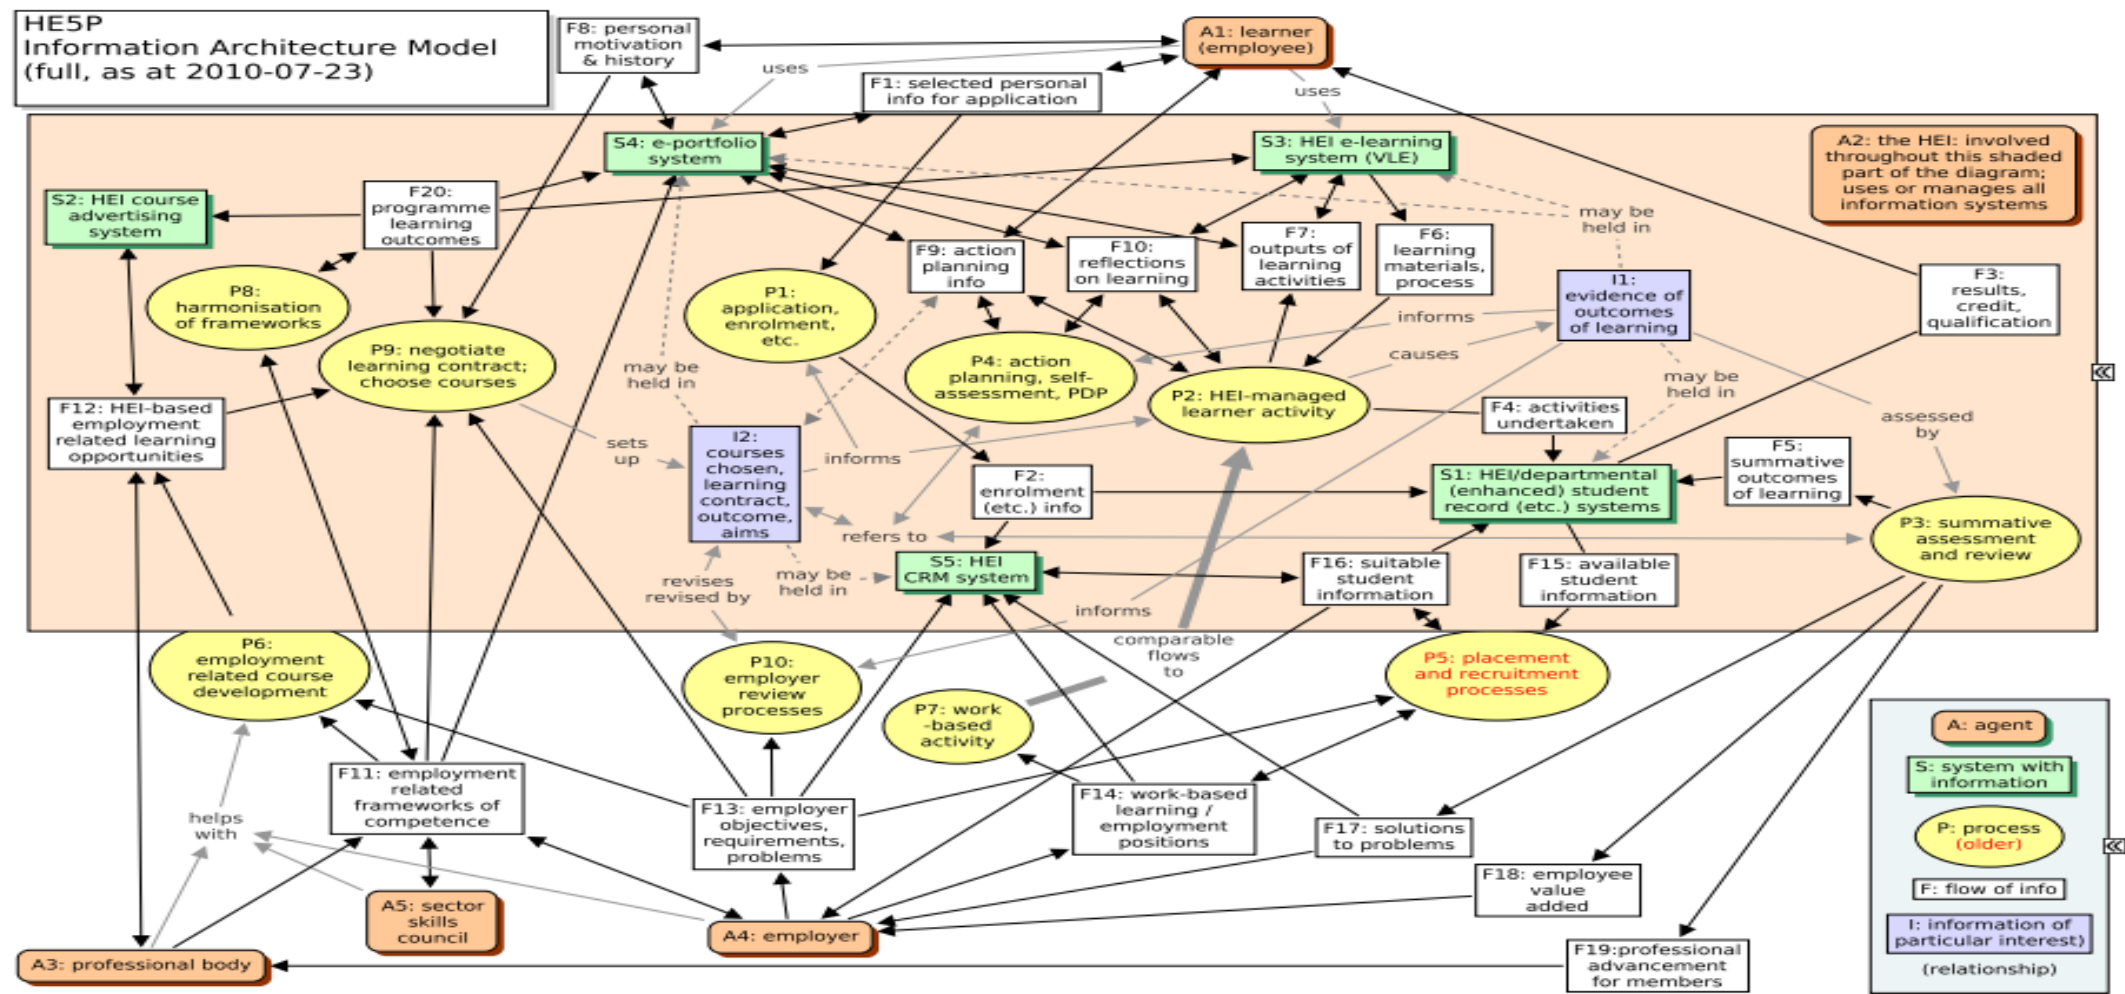 HE5P
Information Architecture Model
(full, as at 2010-07-23)
F8: personal
motivation
& history
A1: learner
(employee)
uses
F1: selected personal
info for application
uses
S4: e-portfolio
system
S3: HEI e-learning
system (VLE)
A2: the HEI: involved
throughout this shaded
part of the diagram;
uses or manages all
information systems
S2: HEI course
advertising
system
F20:
programme
learning
outcomes
may be
held in
F9: action
planning
info
F10:
reflections
on learning
F7:
outputs of
learning
activities
F6:
learning
materials,
process
P8:
harmonisation
of frameworks
P1:
application,
enrolment,
etc.
I1:
evidence of
outcomes
of learning
F3:
results,
credit,
qualification
informs
P9: negotiate
learning contract;
choose courses
may be
held in
P4: action
planning, self-
assessment, PDP
causes
P2: HEI-managed
learner activity
may be
held in
F12: HEI-based
employment
related learning
opportunities
F4: activities
undertaken
assessed
by
sets
up
I2:
courses
chosen,
learning
contract,
outcome,
aims
informs
F2:
enrolment
(etc.) info
S1: HEI/departmental
(enhanced) student
record (etc.) systems
F5:
summative
outcomes
of learning
refers to
P3: summative
assessment
and review
revises
revised by
may be
held in
S5: HEI
CRM system
F16: suitable
student
information
F15: available
student
information
informs
P6:
employment
related course
development
P10:
employer
review
processes
comparable
flows
to
P5: placement
and recruitment
processes
P7: work
-based
activity
A: agent
S: system with
information
P: process
(older)
F: flow of info
I: information of
particular interest)
(relationship)
F11: employment
related
frameworks of
competence
helps
with
F13: employer
objectives,
requirements,
problems
F14: work-based
learning /
employment
positions
F17: solutions
to problems
F18: employee
value
added
A5: sector
skills
council
A4: employer
A3: professional body
F19:professional
advancement
for members